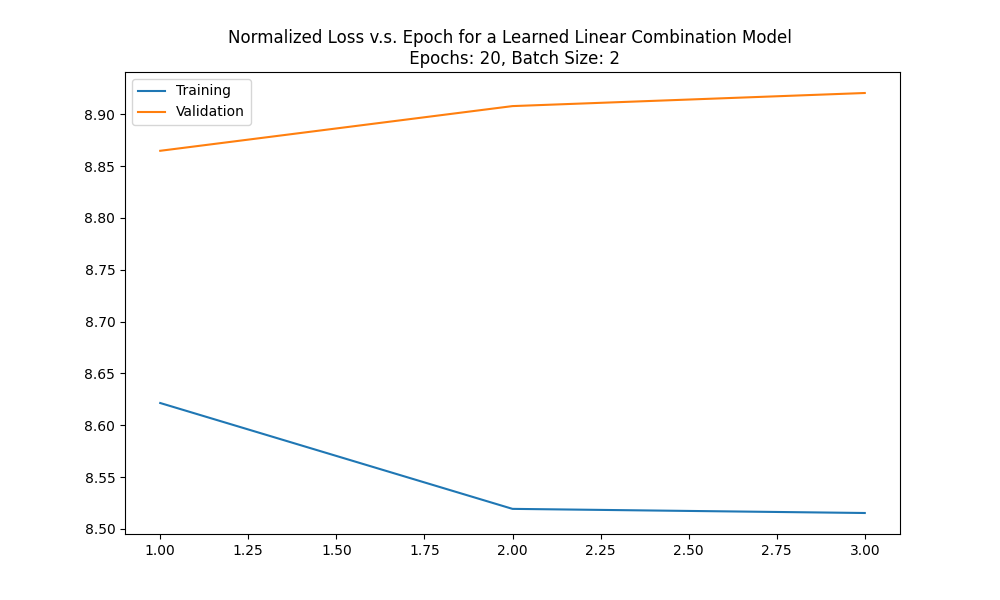 Normalized Loss v.s. Epoch for a Learned Linear Combination Model
Epochs: 20, Batch Size: 2
Training
Validation
8.90
8.85
8.80
8.75
8.70
8.65
8.60
8.55
8.50
1.00 1.25 1.50 1.75 2.00 2.25 2.50 2.75 3.00